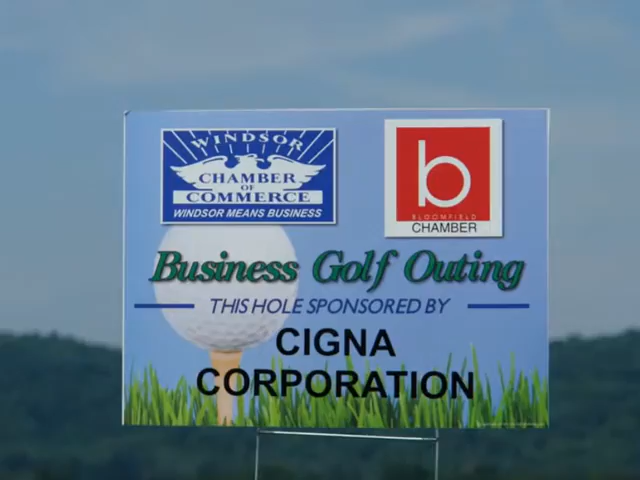 WINDSOR
CHAMBER
OF
COMMERCE
WINDSOR MEANS BUSINESS
b
BLOOMFIELD
CHAMBER
Business Golf Outing
THIS HOLE SPONSORED BY
CIGNA
CORPORATION